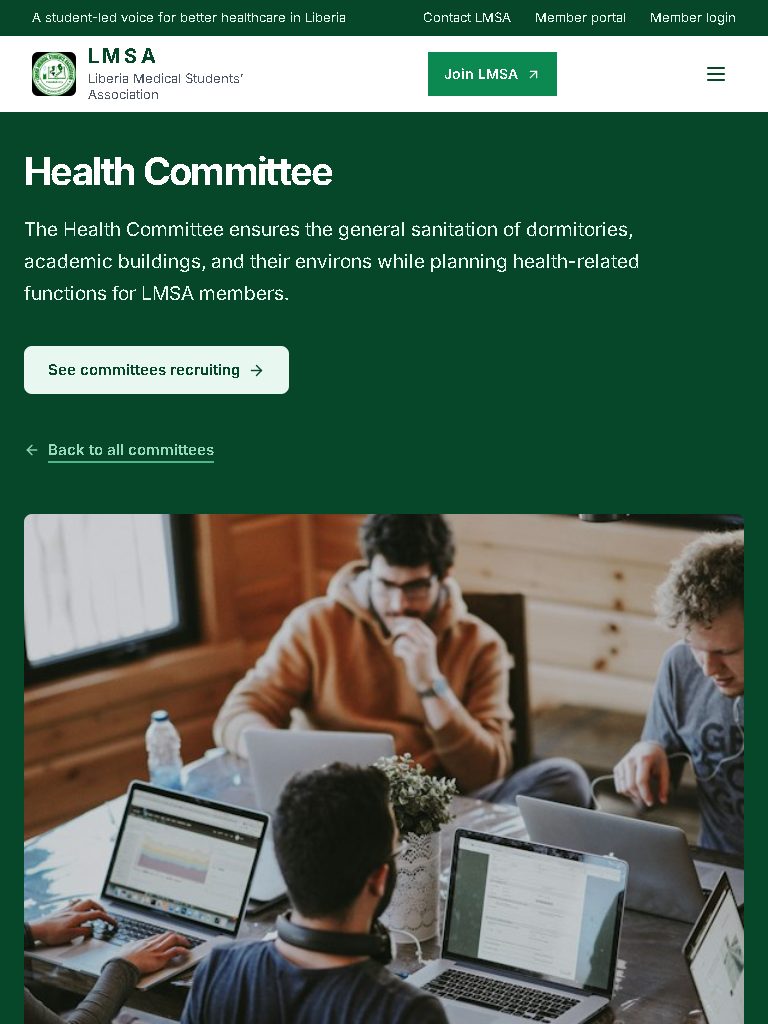 A student-led voice for better healthcare in Liberia
Contact LMSA
Member portal
Member login
LMSA
Liberia Medical Students'
Association
Join LMSA
Health Committee
The Health Committee ensures the general sanitation of dormitories,
academic buildings, and their environs while planning health-related
functions for LMSA members.
See committees recruiting
Back to all committees